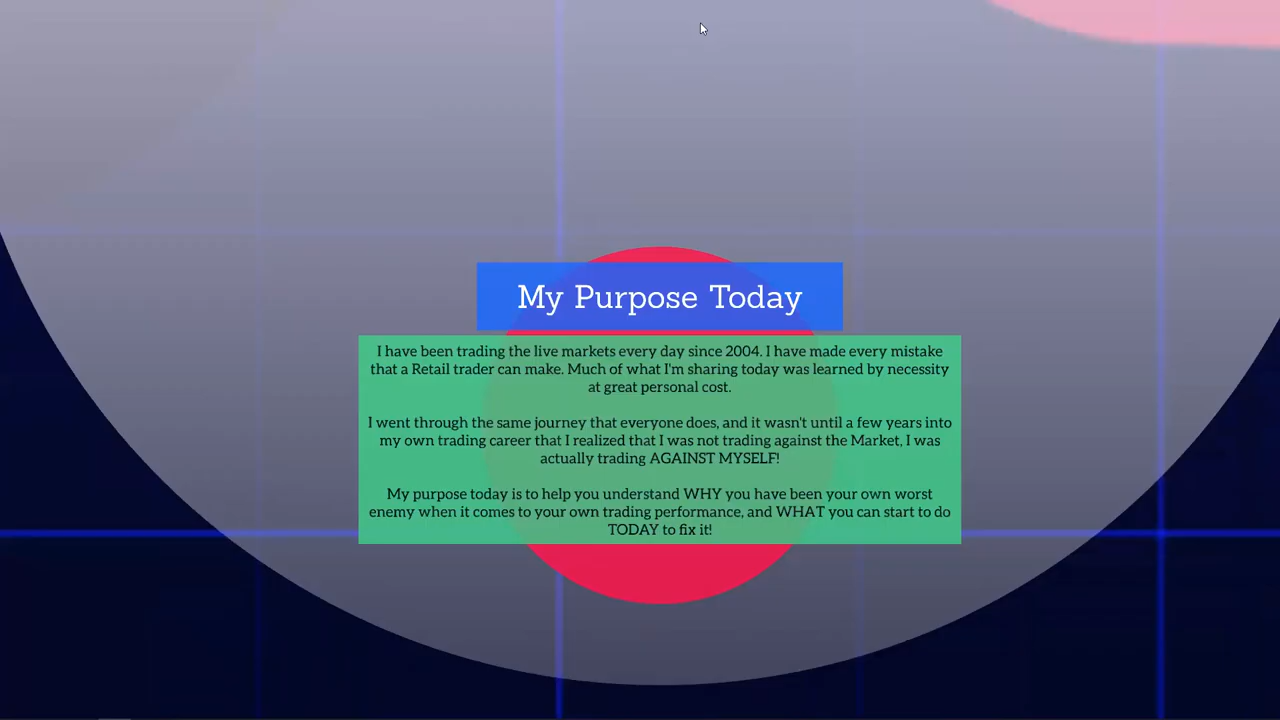 My Purpose Today
I have been trading the live markets every day since 2004. I have made every mistake
that a Retail trader can make. Much of what I'm sharing today was learned by necessity
at great personal cost.
I went through the same journey that everyone does, and it wasn't until a few years into
my own trading career that I realized that I was not trading against the Market, I was
actually trading AGAINST MYSELF!
My purpose today is to help you understand WHY you have been your own worst
enemy when it comes to your own trading performance, and WHAT you can start to do
TODAY to fix it!